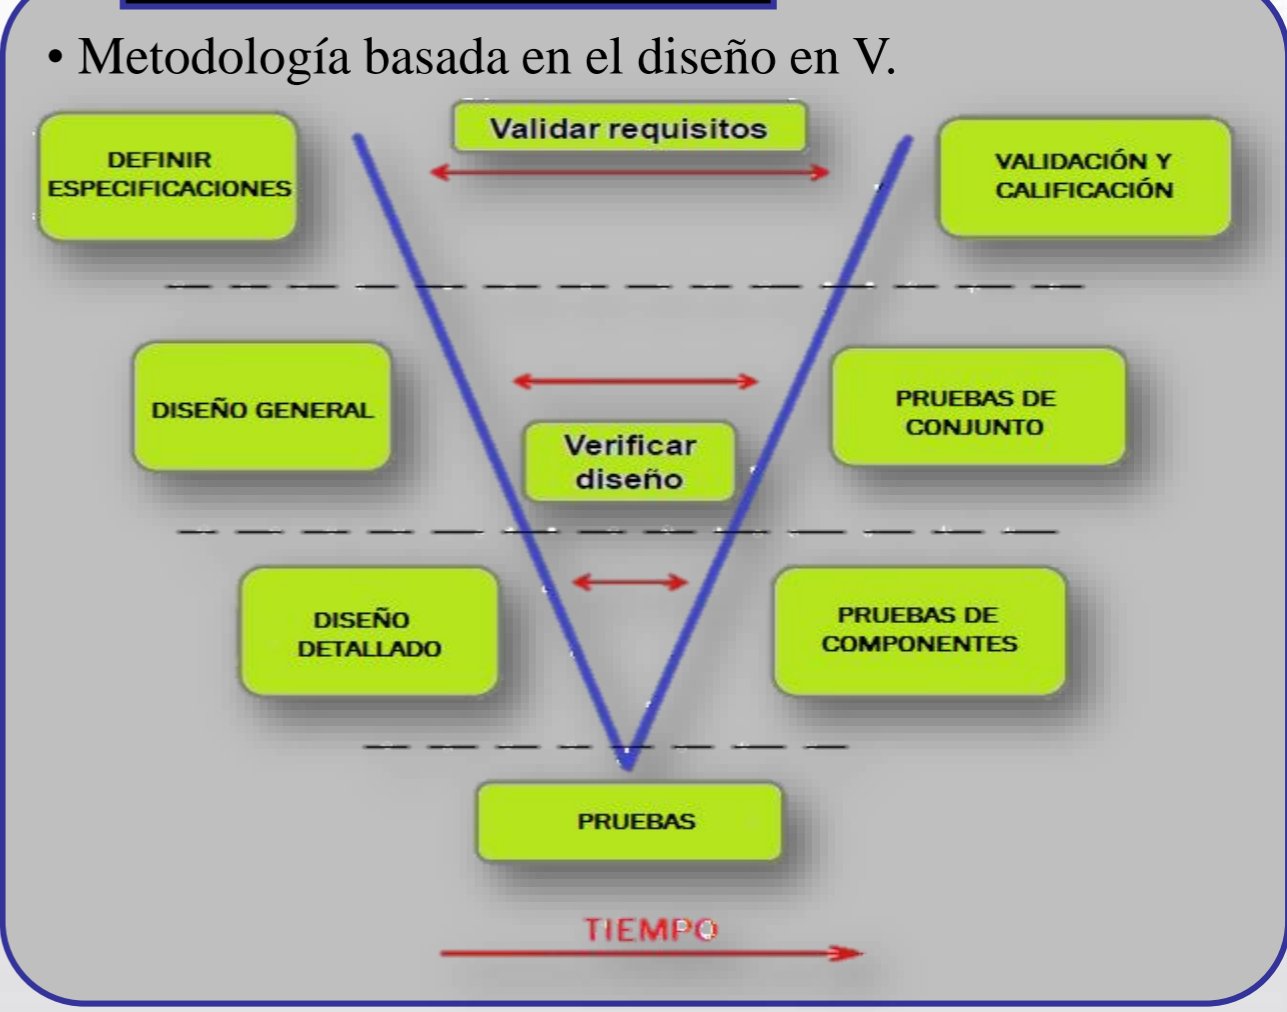 • Metodología basada en el diseño en V.
Validar requisitos
DEFINIR
ESPECIFICACIONES
VALIDACIÓN Y
CALIFICACIÓN
DISEÑO GENERAL
Verificar
diseño
PRUEBAS DE
CONJUNTO
DISEÑO
DETALLADO
PRUEBAS DE
COMPONENTES
PRUEBAS
TIEMPO